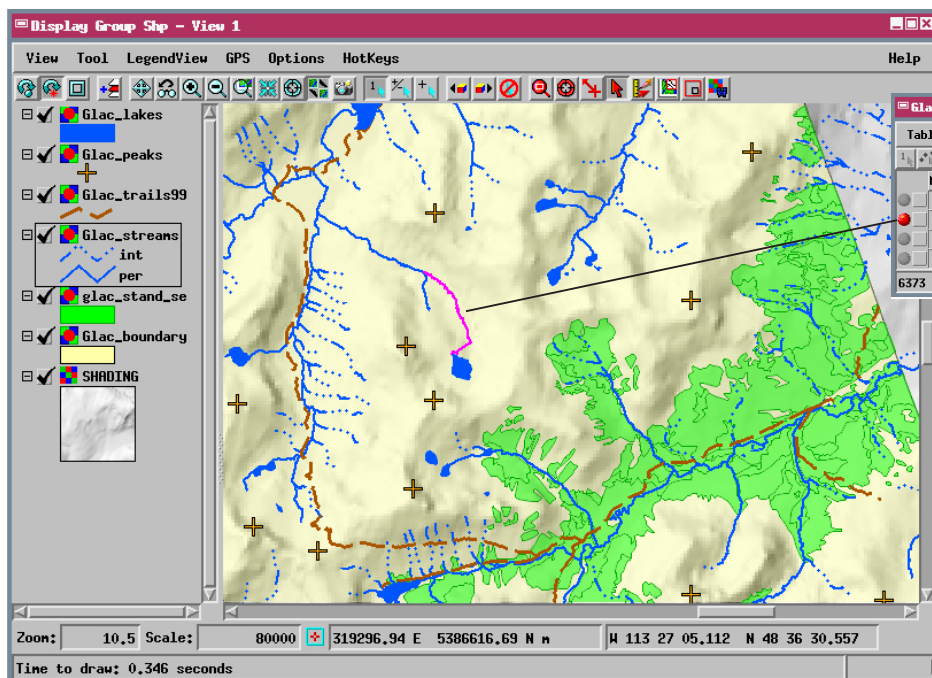 Display Group Shp - View 1
View Tool LegendView GPS Options HotKeys Help
Glac_lakes
Glac_peaks
Glac_trails99
Glac_streams
int
per
glac_stand_se
Glac_boundary
SHADING
Gla
Tabl
6373
Zoom: 10.5 Scale: 80000 319296.94 E 5386616.69 N m W 113 27 05.112 N 48 36 30.557
Time to draw: 0.346 seconds